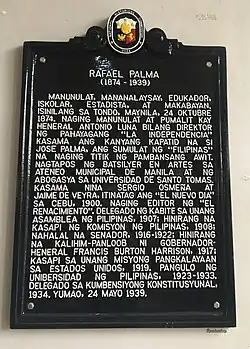 RAFAEL PALMA
(1874 - 1939)
MANUNULAT, MANANALAYSAY, EDUKADOR,
ISKOLAR, ESTADISTA, AT MAKABAYAN.
ISINILANG SA TONDO, MAYNILA, 24 OKTUBRE
1874. NAGING MANUNULAT AT PUMALIT KAY
HENERAL ANTONIO LUNA BILANG DIREKTOR
NG PAHAYAGANG "LA INDEPENDENCIA"
KASAMA ANG KANYANG KAPATID NA SI
JOSE PALMA, ANG SUMULAT NG "FILIPINAS"
NA NAGING TITIK NG PAMBANSANG AWIT.
NAGTAPOS NG BATSILYER EN ARTES SA
ATENEO MUNICIPAL DE MANILA AT NG
ABOGASYA SA UNIVERSIDAD DE SANTO TOMAS.
KASAMA NINA SERGIO OSMEÑA AT
JAIME DE VEYRA, ITINATAG ANG "EL NUEVO DIA"
SA CEBU, 1900. NAGING EDITOR NG "EL
RENACIMIENTO". DELEGADO NG KABITE SA UNANG
ASAMBLEA NG PILIPINAS, 1907; HINIRANG NA
KASAPI NG KOMISYON NG PILIPINAS, 1908;
NAHALAL NA SENADOR, 1916-1922; HINIRANG
NA KALIHIM-PANLOOB NI GOBERNADOR-
HENERAL FRANCIS BURTON HARRISON, 1917;
KASAPI SA UNANG MISYONG PANGKALAYAAN
SA ESTADOS UNIDOS, 1919. PANGULO NG
UNIBERSIDAD NG PILIPINAS, 1923-1933.
DELEGADO SA KUMBENSIYONG KONSTITUSYUNAL,
1934. YUMAO, 24 MAYO 1939.